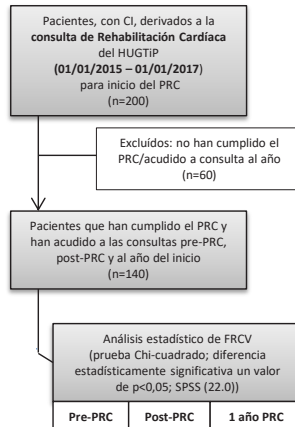 Pacientes, con CI, derivados a la
consulta de Rehabilitación Cardíaca
del HUGTiP
(01/01/2015 – 01/01/2017)
para inicio del PRC
(n=200)
Excluídos: no han cumplido el
PRC/acudido a consulta al año
(n=60)
Pacientes que han cumplido el PRC y
han acudido a las consultas pre-PRC,
post-PRC y al año del inicio
(n=140)
Análisis estadístico de FRCV
(prueba Chi-cuadrado; diferencia
estadísticamente significativa un valor
de p<0,05; SPSS (22.0))
Pre-PRC Post-PRC 1 año PRC